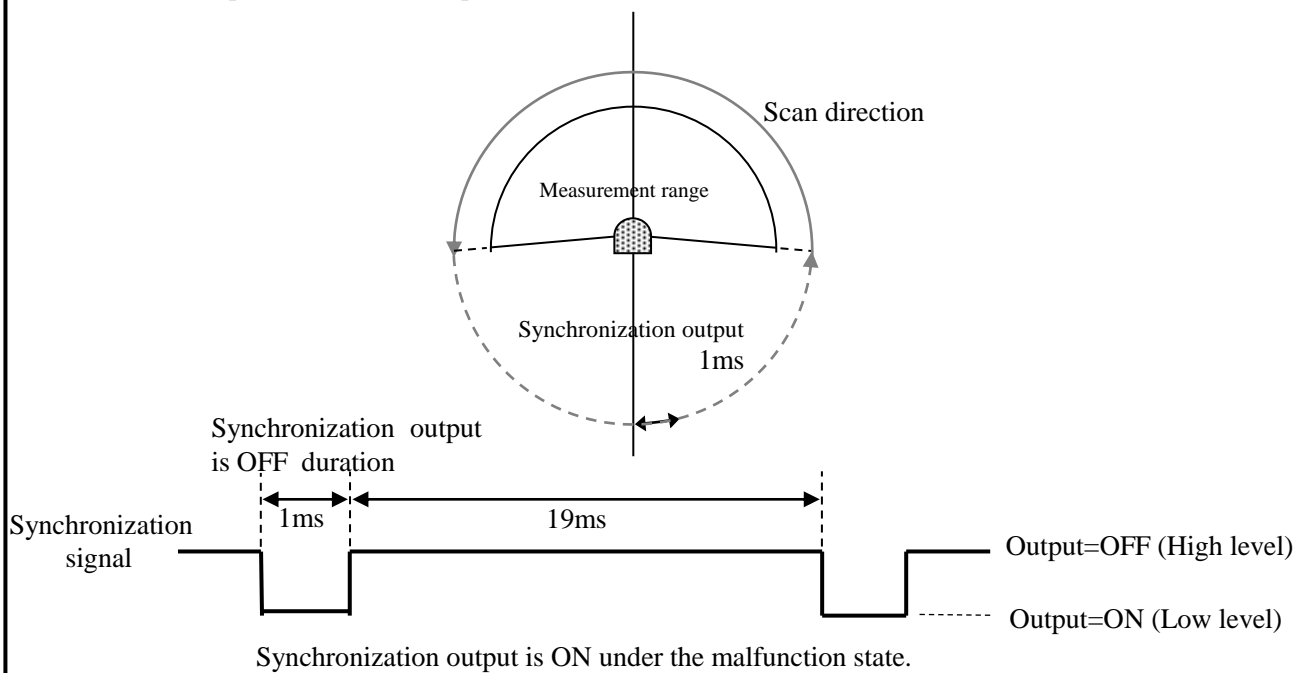 Scan direction
Measurement range
Synchronization output
1ms
Synchronization output
is OFF duration
1ms
19ms
Synchronization
signal
Output=OFF (High level)
Output=ON (Low level)
Synchronization output is ON under the malfunction state.